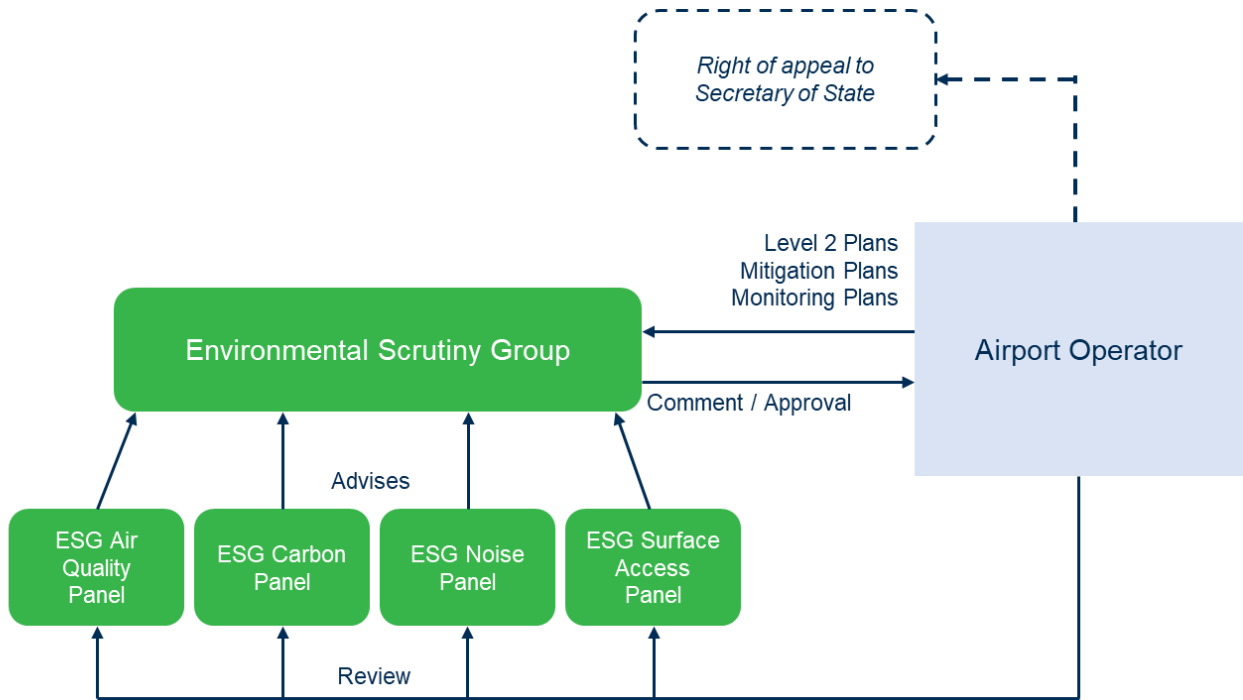 Right of appeal to
Secretary of State
Level 2 Plans
Mitigation Plans
Monitoring Plans
Environmental Scrutiny Group
Airport Operator
Comment / Approval
Advises
ESG Air
Quality
Panel
ESG Carbon
Panel
ESG Noise
Panel
ESG Surface
Access
Panel
Review